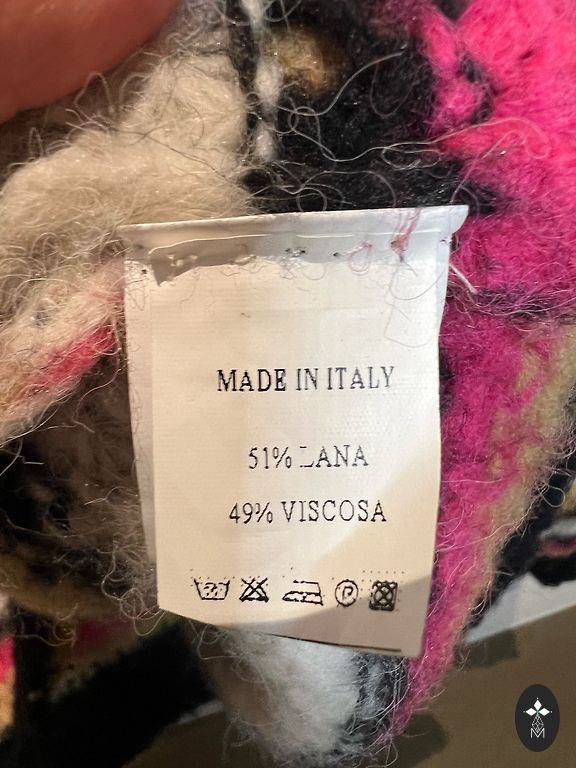 MADE IN ITALY
51% LANA
49% VISCOSA
P
M